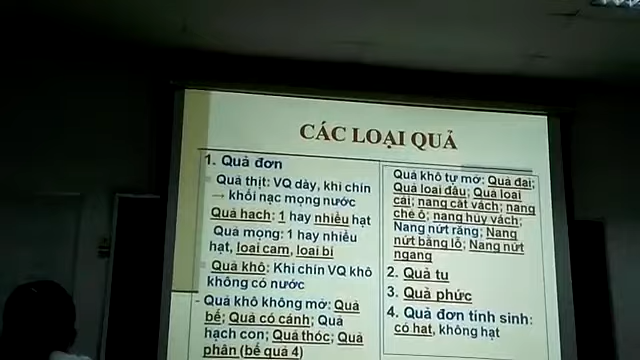 CÁC LOẠI QUẢ
1. Quả đơn
Quả thịt: VQ dày, khi chín
→ khối nạc mọng nước
Quả hạch: 1 hay nhiều hạt
Quả mọng: 1 hay nhiều
hạt, loại cam, loại bí
Quả khô: Khi chín VQ khô
không có nước
- Quả khô không mở: Quả
bế; Quả có cánh; Quả
hạch con; Quả thóc; Quả
phân (bế quả 4)
Quả khô tự mở: Quả đại;
Quả loại đậu; Quả loại
cải; nang cắt vách; nang
chẻ ô; nang hủy vách;
Nang nứt răng; Nang
nứt bằng lỗ; Nang nứt
ngang
2. Quả tụ
3. Quả phức
4. Quả đơn tính sinh:
có hạt, không hạt